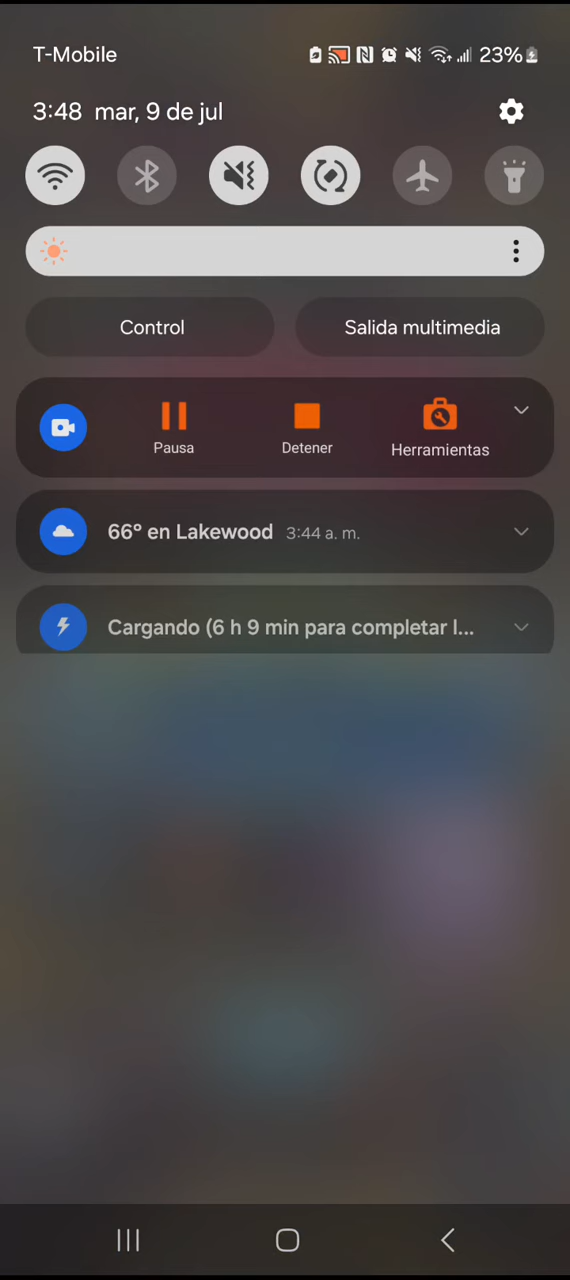 T-Mobile 23%
3:48 mar, 9 de jul
Control Salida multimedia
Pausa Detener Herramientas
66° en Lakewood 3:44 a. m.
Cargando (6 h 9 min para completar l...